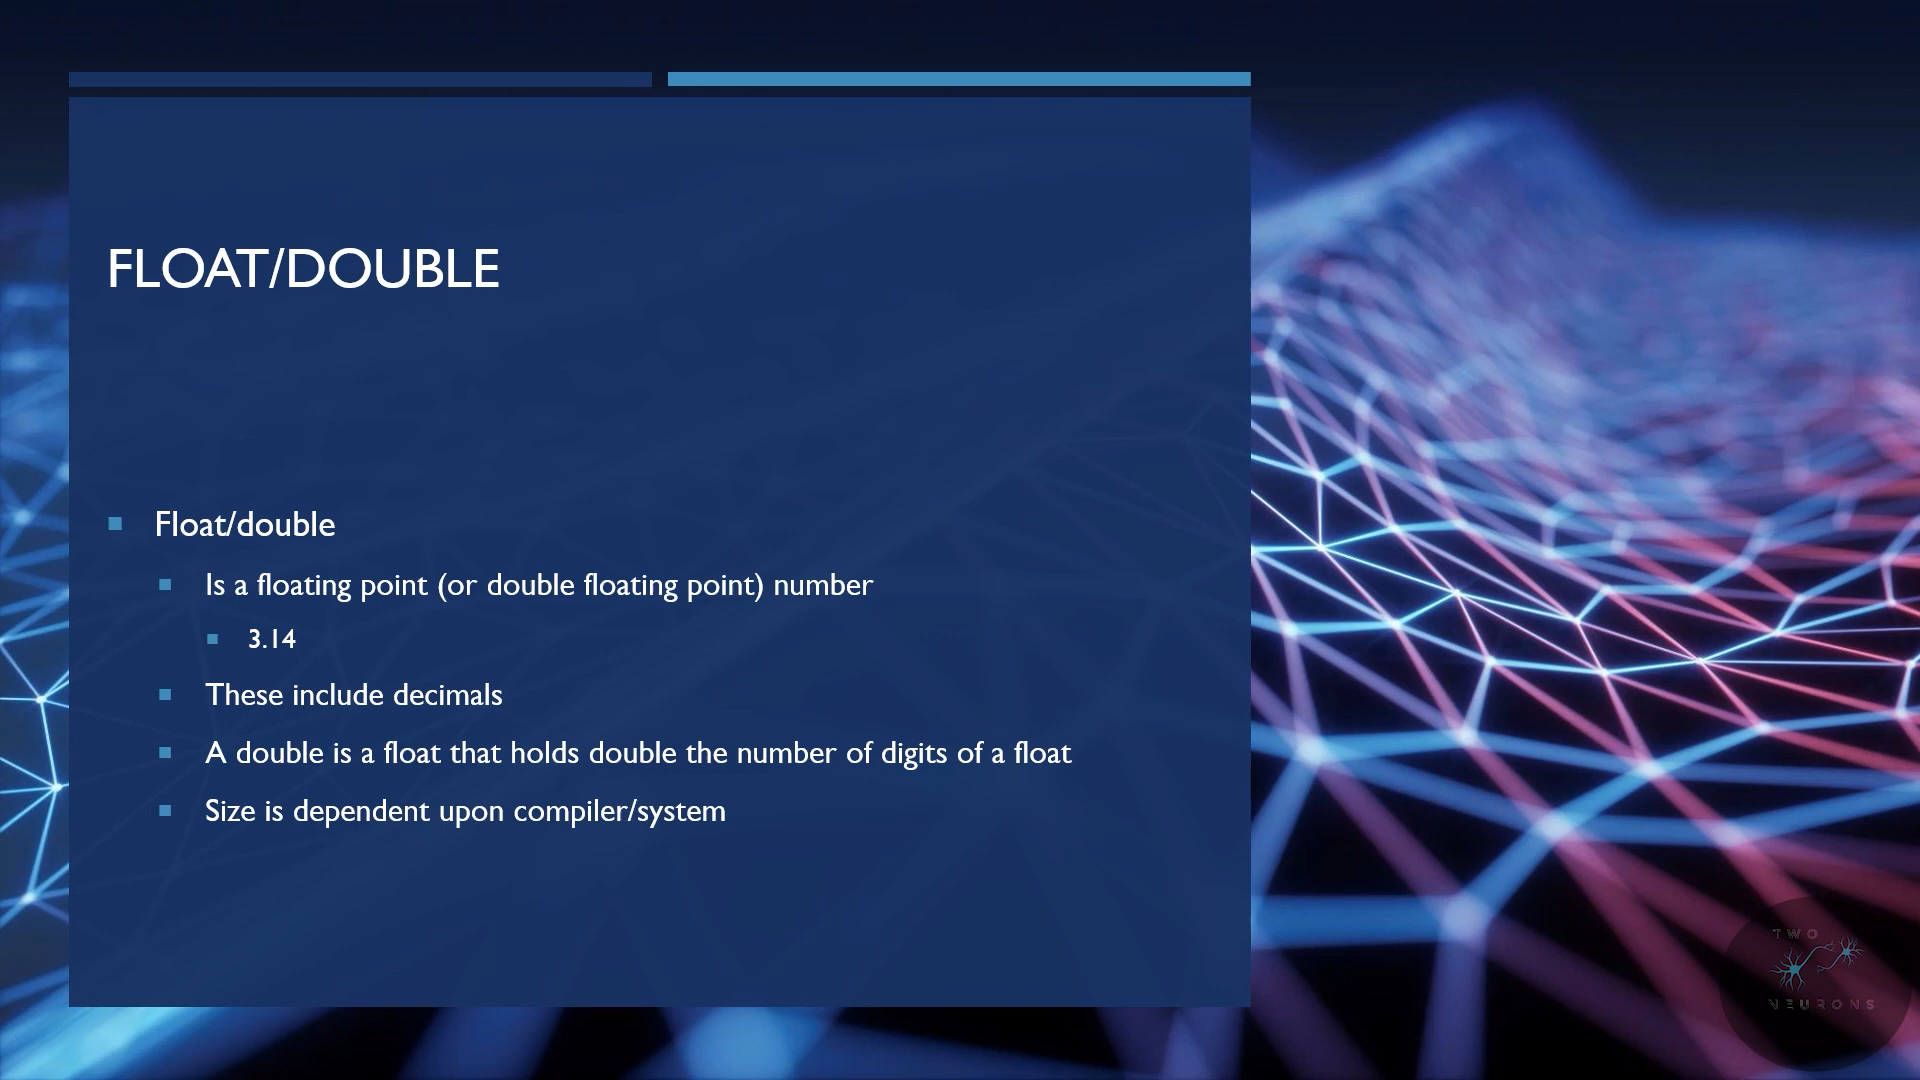 FLOAT/DOUBLE
Float/double
Is a floating point (or double floating point) number
3.14
These include decimals
A double is a float that holds double the number of digits of a float
Size is dependent upon compiler/system
TWO
NEURONS